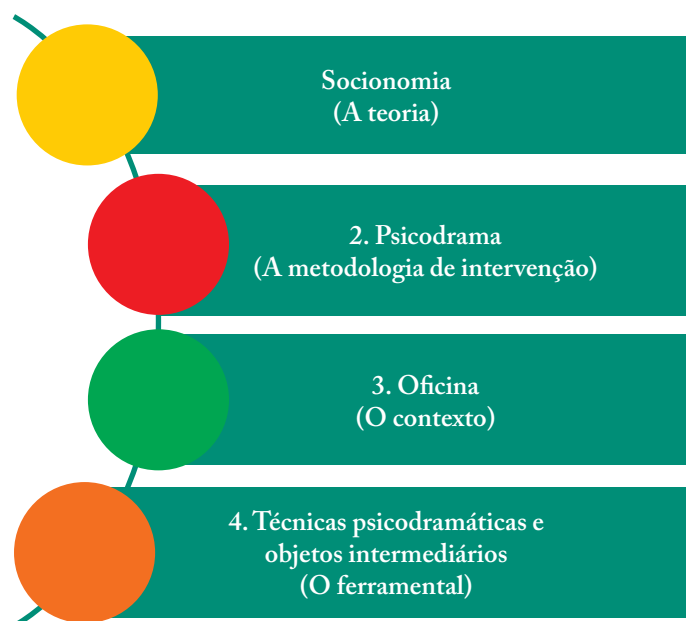 Socionomia
(A teoria)
2. Psicodrama
(A metodologia de intervenção)
3. Oficina
(O contexto)
4. Técnicas psicodramáticas e
objetos intermediários
(O ferramental)